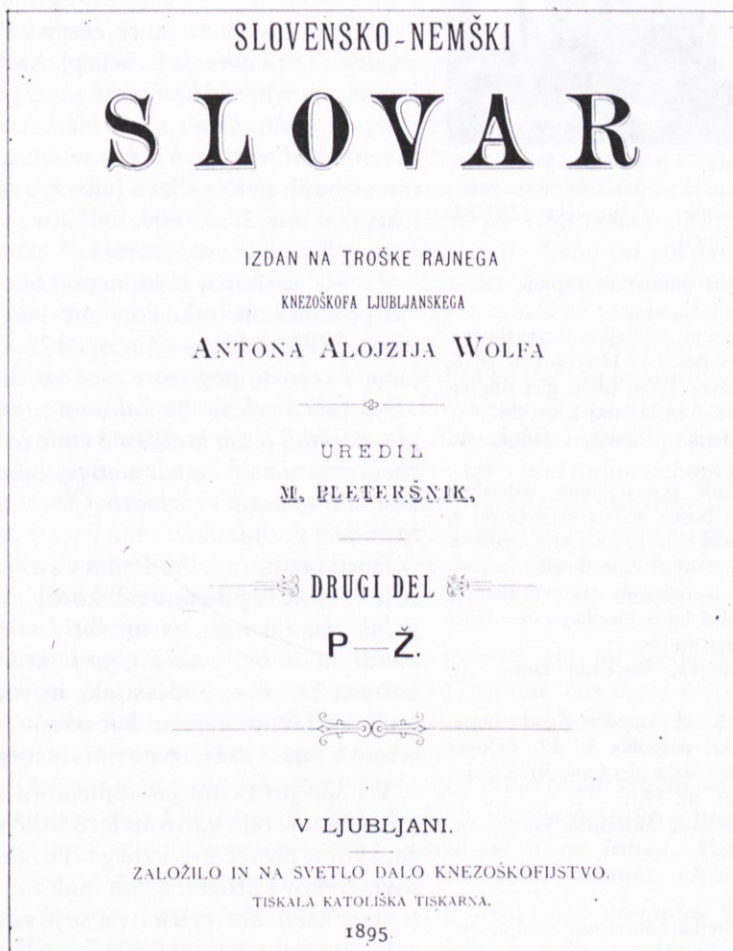 SLOVENSKO-NEMŠKI
SLOVAR
IZDAN NA TROŠKE RAJNEGA
KNEZOŠKOFA LJUBLJANSKEGA
ANTONA ALOJZIJA WOLFA
UREDIL
M. PLETERŠNIK.
DRUGI DEL
P – Ž.
V LJUBLJANI.
ZALOŽILO IN NA SVETLO DALO KNEZOŠKOFIJSTVO.
TISKALA KATOLIŠKA TISKARNA.
1895.